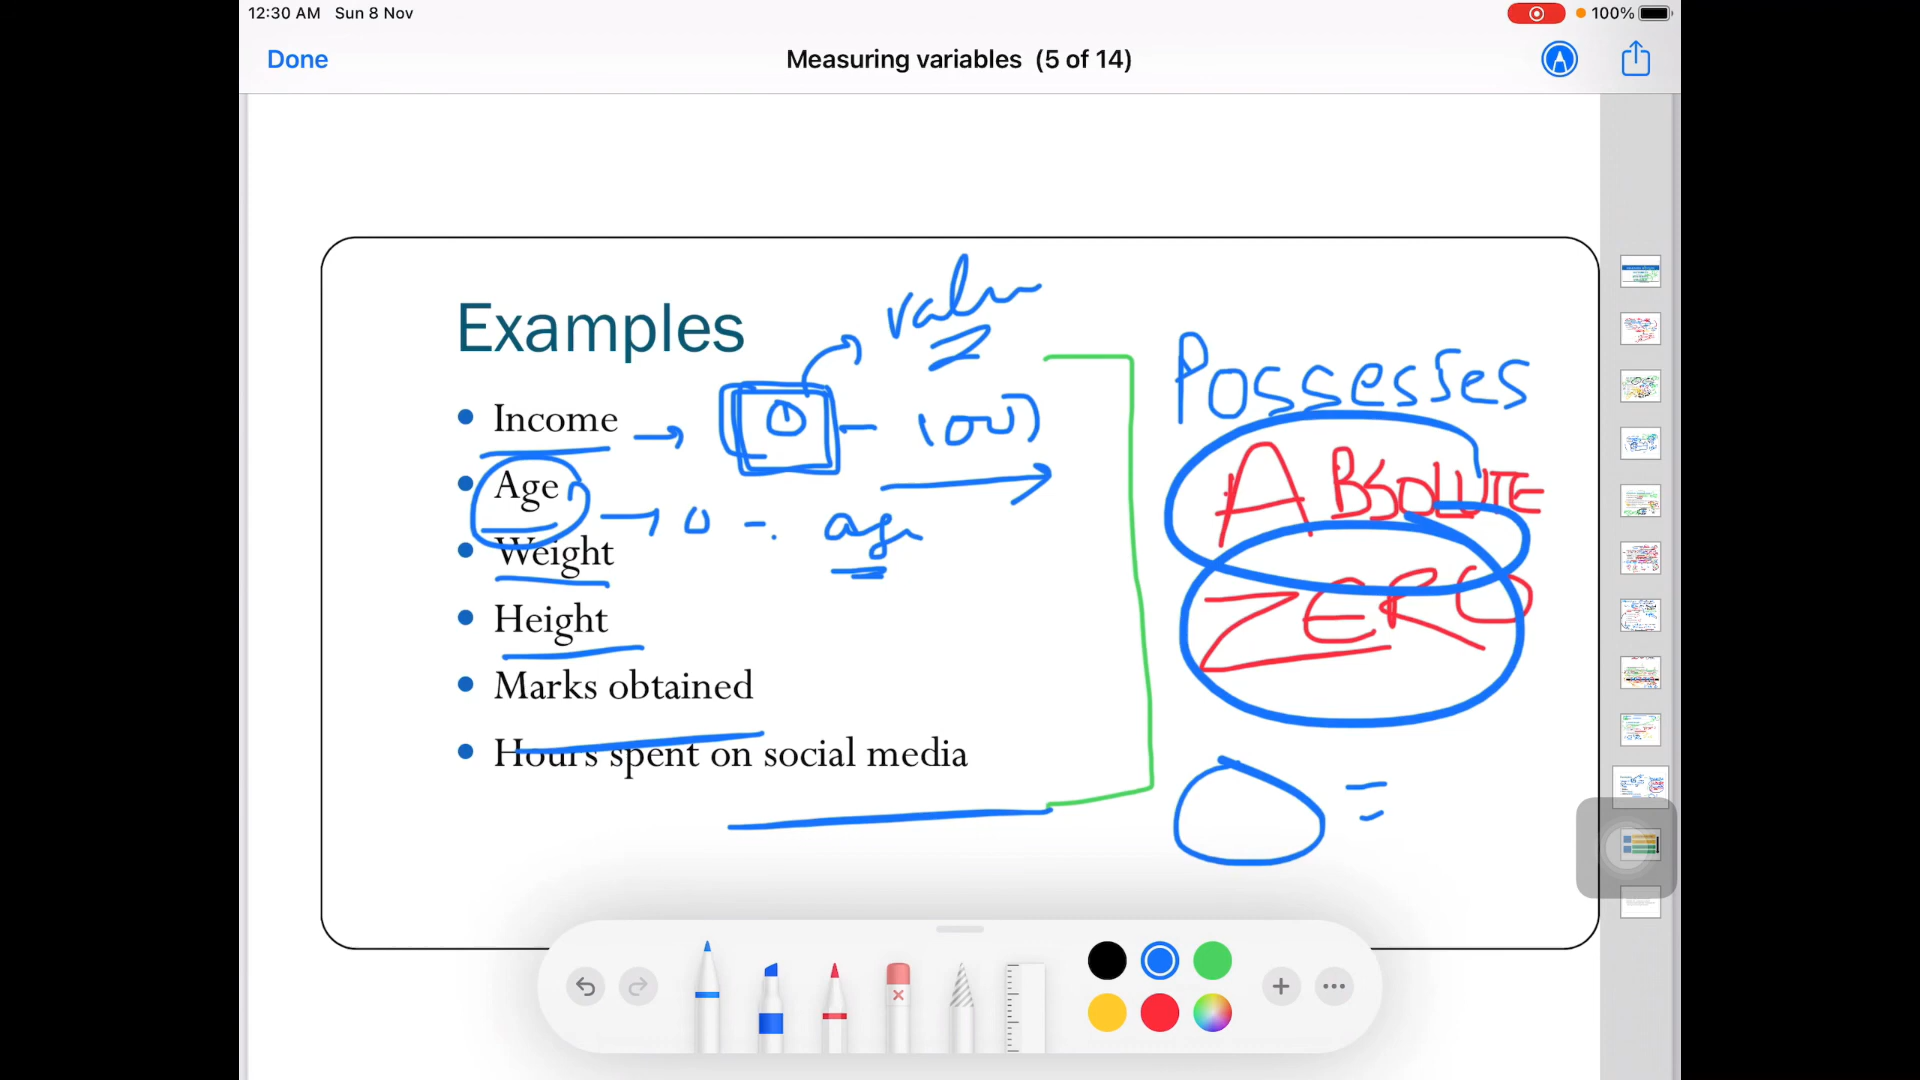 12:30 AM Sun 8 Nov
100%
Done
Measuring variables (5 of 14)
Examples
value
Possesses
ABSOLUTE
ZERO
• Income → 0 –
• Age → 0 - age
• Weight
• Height
• Marks obtained
• Hours spent on social media
0 =